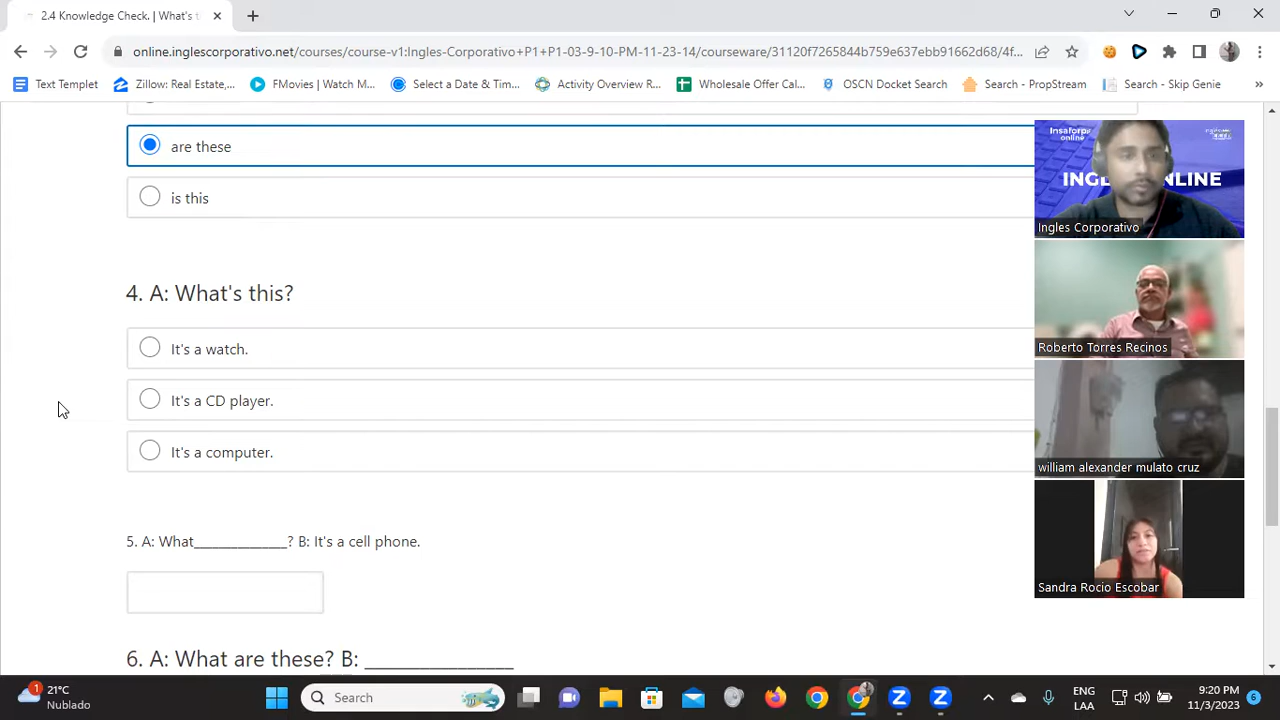 2.4 Knowledge Check. | What's t
online.inglescorporativo.net/courses/course-v1:Ingles-Corporativo+P1+P1-03-9-10-PM-11-23-14/courseware/31120f7265844b759e637ebb91662d68/4f...
Text Templet
Zillow: Real Estate,...
FMovies | Watch M...
Select a Date & Tim...
Activity Overview R...
Wholesale Offer Cal...
OSCN Docket Search
Search - PropStream
Search - Skip Genie
»
are these
is this
4. A: What's this?
It's a watch.
It's a CD player.
It's a computer.
5. A: What______________? B: It's a cell phone.
6. A: What are these? B: _______________
online
Ingles Corporativo
Roberto Torres Recinos
william alexander mulato cruz
Sandra Rocio Escobar
1
21°C
Nublado
Search
ENG
LAA
9:20 PM
11/3/2023
6